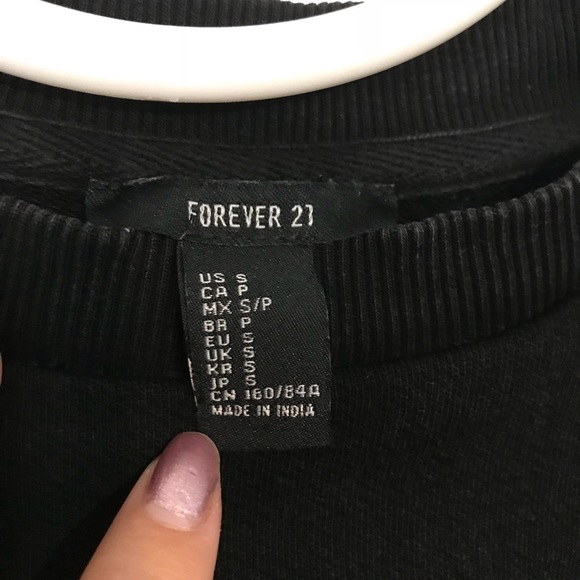 FOREVER 21
US S
CA P
MX S/P
BR P
EU S
UK S
KR S
JP S
CN 160/84A
MADE IN INDIA